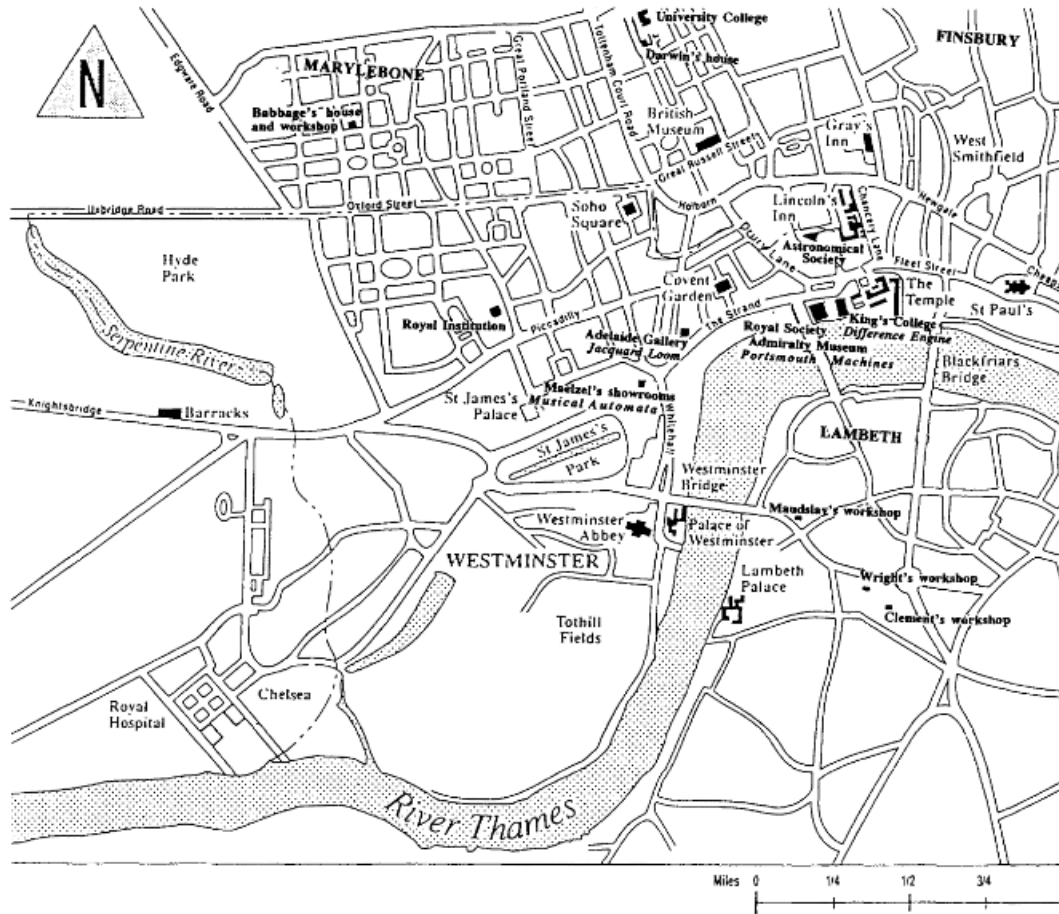 N
Edgware Road
MARYLEBONE
Great Portland Street
Tottenham Court Road
University College
Darwin's house
FINSBURY
Babbage's house
and workshop
British
Museum
Great Russell Street
Gray's
Inn
West
Smithfield
Uxbridge Road
Oxford Street
Soho
Square
Holborn
Lincoln's
Inn
Chancery Lane
Newgate
Hyde
Park
Drury Lane
Astronomical
Society
Fleet Street
Covent
Garden
The
Temple
St Paul's
Serpentine River
Royal Institution
Piccadilly
Adelaide Gallery
Jacquard Loom
The Strand
Royal Society
Admiralty Museum
Portsmouth Machines
King's College
Difference Engine
Blackfriars
Bridge
Knightsbridge
Barracks
St James's
Palace
Maelzel's showrooms
Musical Automata
Whitehall
St James's
Park
LAMBETH
Westminster
Bridge
Westminster
Abbey
Palace of
Westminster
Maudslay's workshop
WESTMINSTER
Lambeth
Palace
Wright's workshop
Clement's workshop
Tothill
Fields
Royal
Hospital
Chelsea
River Thames
Miles 0 1/4 1/2 3/4